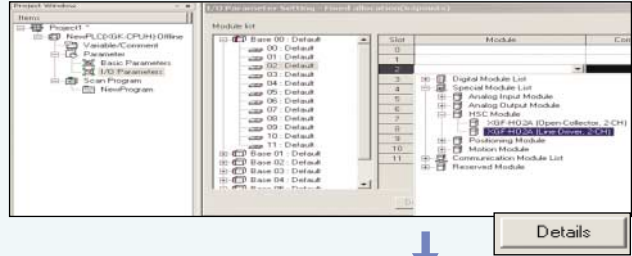 Project Window
Items
Project1 *
NewPLC(XGK-CPUH)-Offline
Variable/Comment
Parameter
Basic Parameters
I/O Parameters
Scan Program
NewProgram
I/O Parameter Setting - Fixed allocation
Module list
Base 00 : Default
00 : Default
01 : Default
02 : Default
03 : Default
04 : Default
05 : Default
06 : Default
07 : Default
08 : Default
09 : Default
10 : Default
11 : Default
Base 01 : Default
Base 02 : Default
Base 03 : Default
Base 04 : Default
Slot
Module
Com
0
1
2
3
4
5
6
7
8
9
10
11
Digital Module List
Special Module List
Analog Input Module
Analog Output Module
HSC Module
XGF-HO2A (Open-Collector, 2-CH)
XGF-HD2A (Line-Driver, 2-CH)
Positioning Module
Motion Module
Communication Module List
Reserved Module
Details